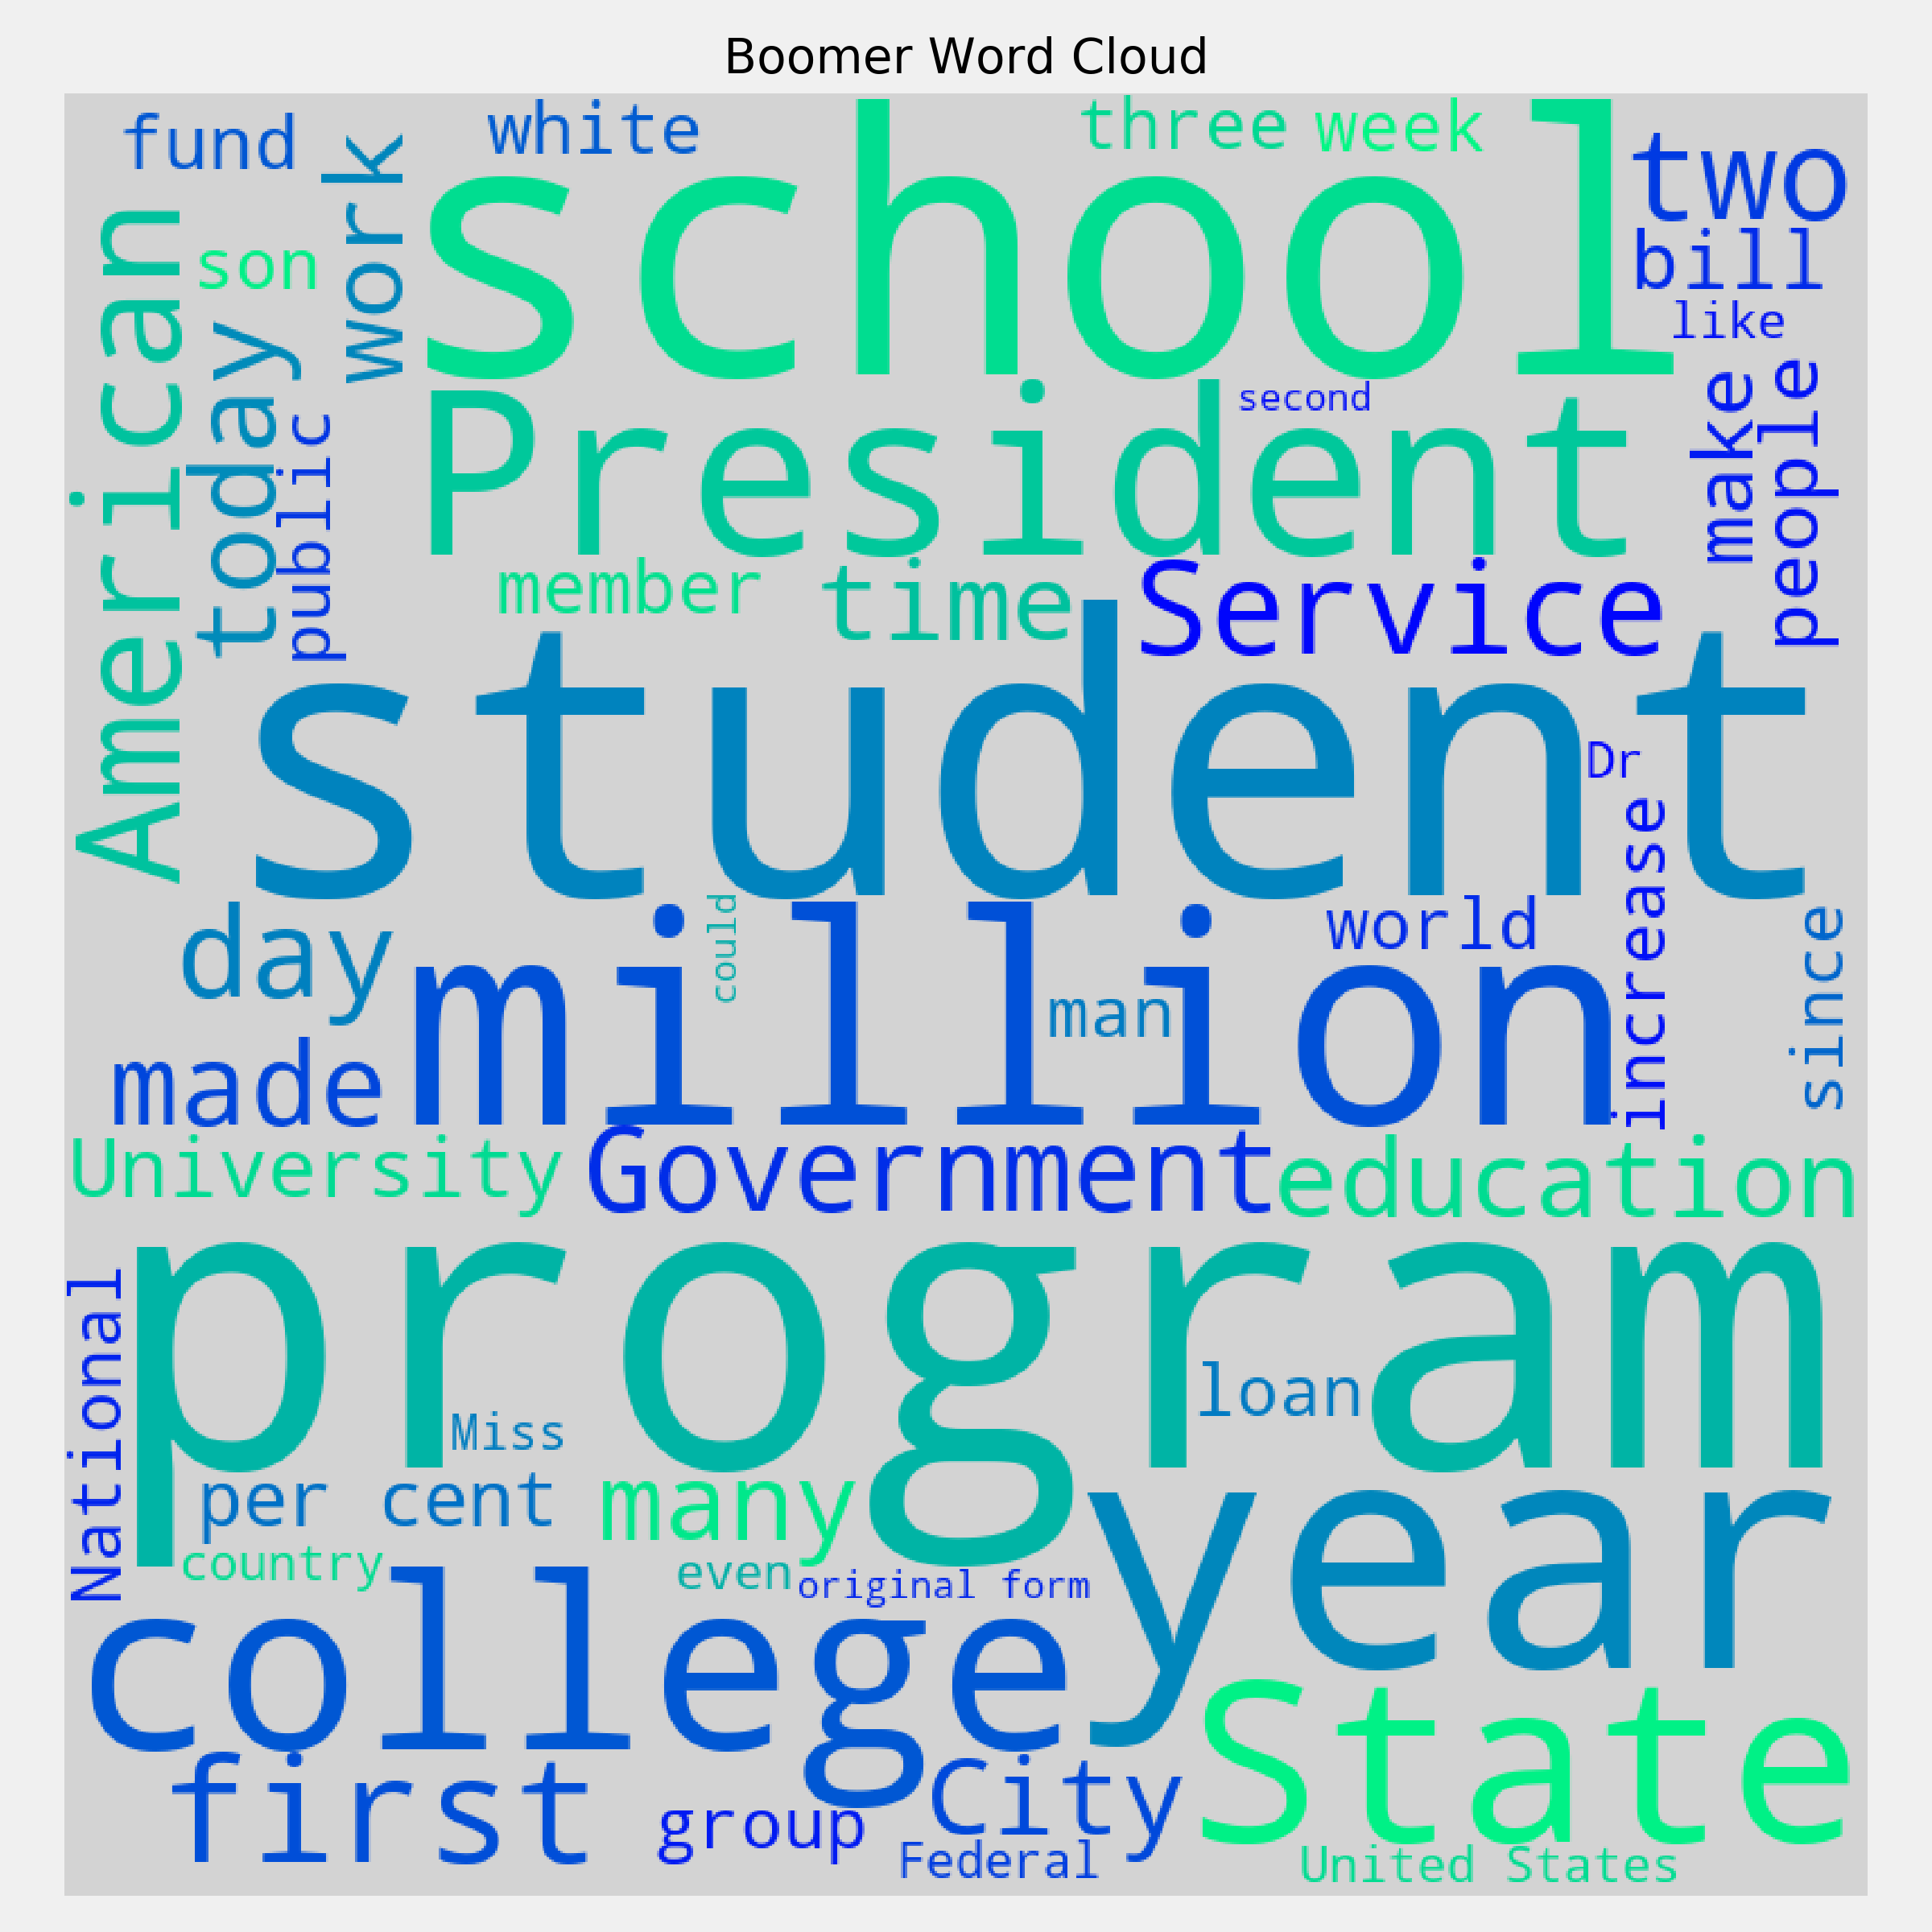 Boomer Word Cloud
fund
white
three
week
school
two
work
American
son
bill
like
today
public
President
second
make
people
member
time
Service
student
Dr
increase
day
million
could
world
man
since
made
University
Government
education
program
National
loan
Miss
per cent
many
year
country
even
original form
college
State
first
City
group
Federal
United States